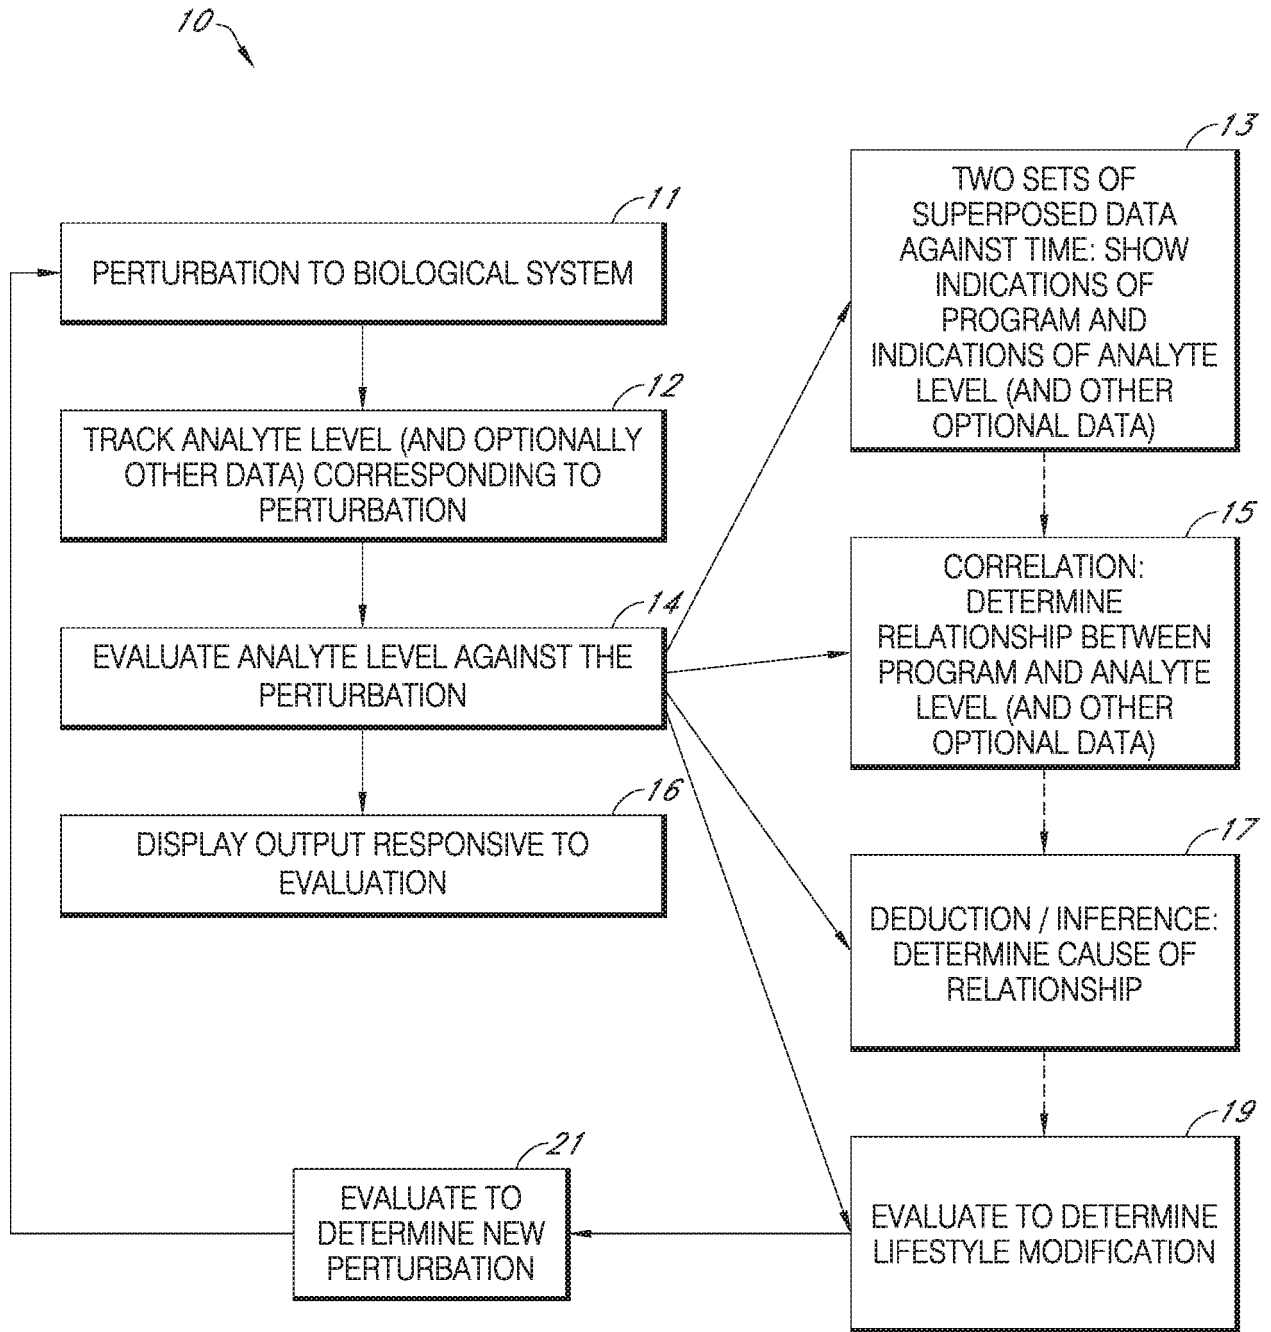 10
11
PERTURBATION TO BIOLOGICAL SYSTEM
12
TRACK ANALYTE LEVEL (AND OPTIONALLY
OTHER DATA) CORRESPONDING TO
PERTURBATION
14
EVALUATE ANALYTE LEVEL AGAINST THE
PERTURBATION
16
DISPLAY OUTPUT RESPONSIVE TO
EVALUATION
13
TWO SETS OF
SUPERPOSED DATA
AGAINST TIME: SHOW
INDICATIONS OF
PROGRAM AND
INDICATIONS OF ANALYTE
LEVEL (AND OTHER
OPTIONAL DATA)
15
CORRELATION:
DETERMINE
RELATIONSHIP BETWEEN
PROGRAM AND ANALYTE
LEVEL (AND OTHER
OPTIONAL DATA)
17
DEDUCTION / INFERENCE:
DETERMINE CAUSE OF
RELATIONSHIP
19
EVALUATE TO DETERMINE
LIFESTYLE MODIFICATION
21
EVALUATE TO
DETERMINE NEW
PERTURBATION